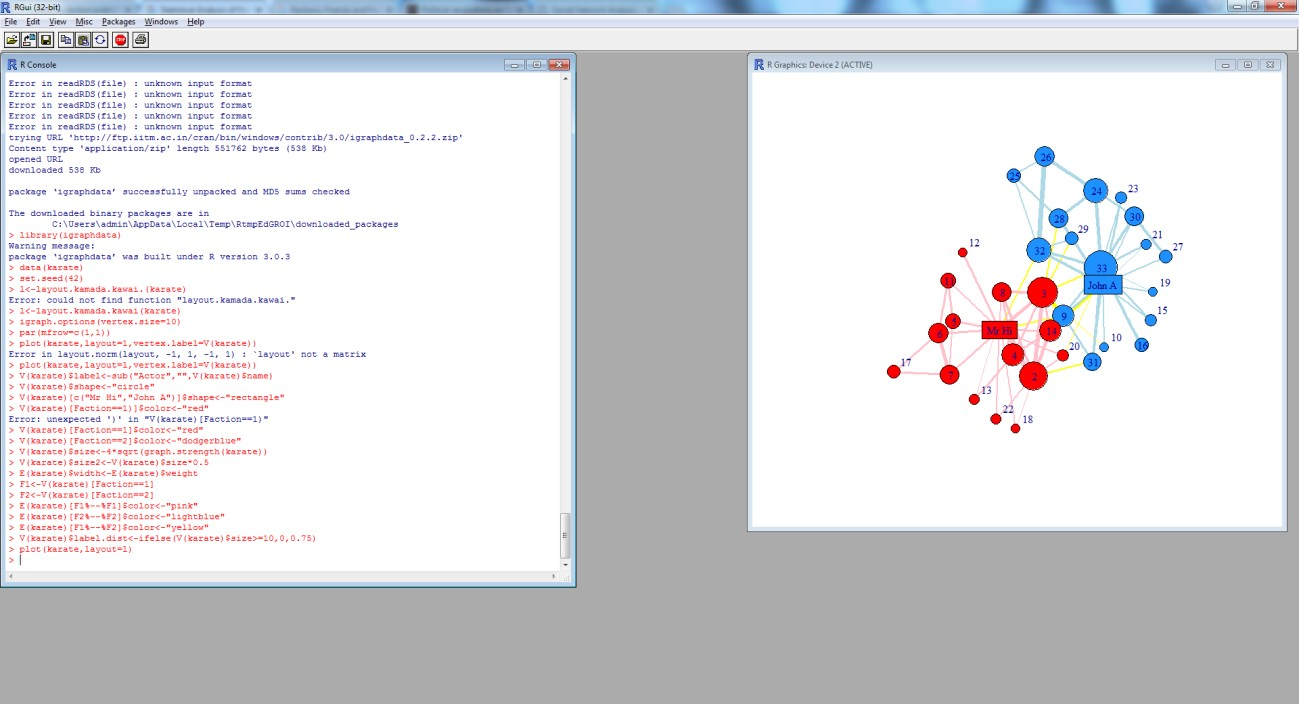 RGui (32-bit)
File Edit View Misc Packages Windows Help
STOP
R Console
Error in readRDS(file) : unknown input format
Error in readRDS(file) : unknown input format
Error in readRDS(file) : unknown input format
Error in readRDS(file) : unknown input format
Error in readRDS(file) : unknown input format
trying URL 'http://ftp.iitm.ac.in/cran/bin/windows/contrib/3.0/igraphdata_0.2.2.zip'
Content type 'application/zip' length 551762 bytes (538 Kb)
opened URL
downloaded 538 Kb
package ‘igraphdata’ successfully unpacked and MD5 sums checked
The downloaded binary packages are in
C:\Users\admin\AppData\Local\Temp\RtmpEdGROI\downloaded_packages
> library(igraphdata)
Warning message:
package ‘igraphdata’ was built under R version 3.0.3
> data(karate)
> set.seed(42)
> l<-layout.kamada.kawai.(karate)
Error: could not find function "layout.kamada.kawai."
> l<-layout.kamada.kawai(karate)
> igraph.options(vertex.size=10)
> par(mfrow=c(1,1))
> plot(karate,layout=1,vertex.label=V(karate))
Error in layout.norm(layout, -1, 1, -1, 1) : `layout' not a matrix
> plot(karate,layout=l,vertex.label=V(karate))
> V(karate)$label<-sub("Actor","",V(karate)$name)
> V(karate)$shape<-"circle"
> V(karate)[c("Mr Hi","John A")]$shape<-"rectangle"
> V(karate)[Faction==1)]$color<-"red"
Error: unexpected ')' in "V(karate)[Faction==1)"
> V(karate)[Faction==1]$color<-"red"
> V(karate)[Faction==2]$color<-"dodgerblue"
> V(karate)$size<-4*sqrt(graph.strength(karate))
> V(karate)$size2<-V(karate)$size*0.5
> E(karate)$width<-E(karate)$weight
> F1<-V(karate)[Faction==1]
> F2<-V(karate)[Faction==2]
> E(karate)[F1%--%F1]$color<-"pink"
> E(karate)[F2%--%F2]$color<-"lightblue"
> E(karate)[F1%--%F2]$color<-"yellow"
> V(karate)$label.dist<-ifelse(V(karate)$size>=10,0,0.75)
> plot(karate,layout=l)
>
R Graphics: Device 2 (ACTIVE)
26
25
24
23
28
30
29
21
12
32
27
33
11
John A
19
8
3
9
15
5
Mr Hi
14
6
10
16
20
4
31
17
7
2
13
22
18